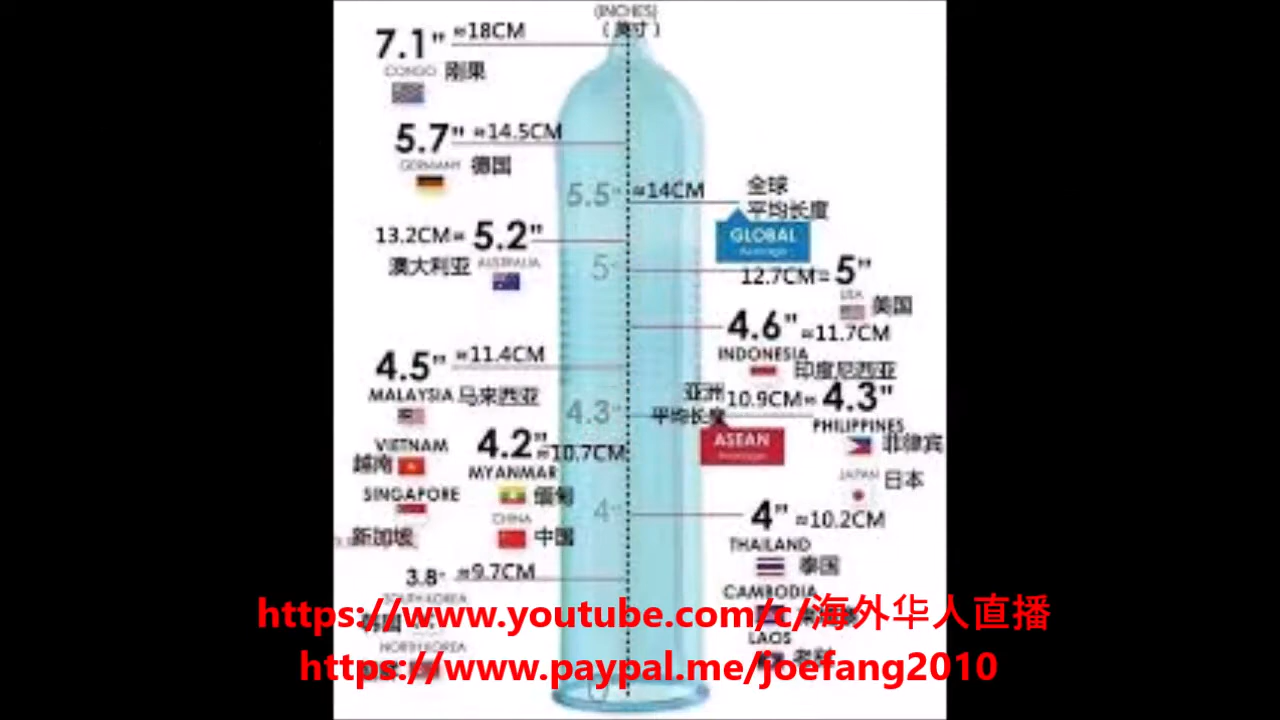 (INCHES)
(英寸)
7.1" ≈18CM
CONGO 刚果
5.7" ≈14.5CM
GERMANY 德国
5.5" ≈14CM
全球
平均长度
GLOBAL
Average
13.2CM≈ 5.2"
澳大利亚 AUSTRALIA
5"
12.7CM≈ 5"
USA 美国
4.6" ≈11.7CM
INDONESIA
印度尼西亚
4.5" ≈11.4CM
MALAYSIA 马来西亚
4.3"
亚洲
平均长度
ASEAN
Average
10.9CM≈ 4.3"
PHILIPPINES
菲律宾
JAPAN 日本
VIETNAM
越南
SINGAPORE
新加坡
4.2" ≈10.7CM
MYANMAR
缅甸
CHINA
中国
4"
4" ≈10.2CM
THAILAND
泰国
CAMBODIA
LAOS
3.8" ≈9.7CM
SOUTH KOREA
NORTH KOREA
0
https://www.youtube.com/c/海外华人直播
https://www.paypal.me/joefang2010